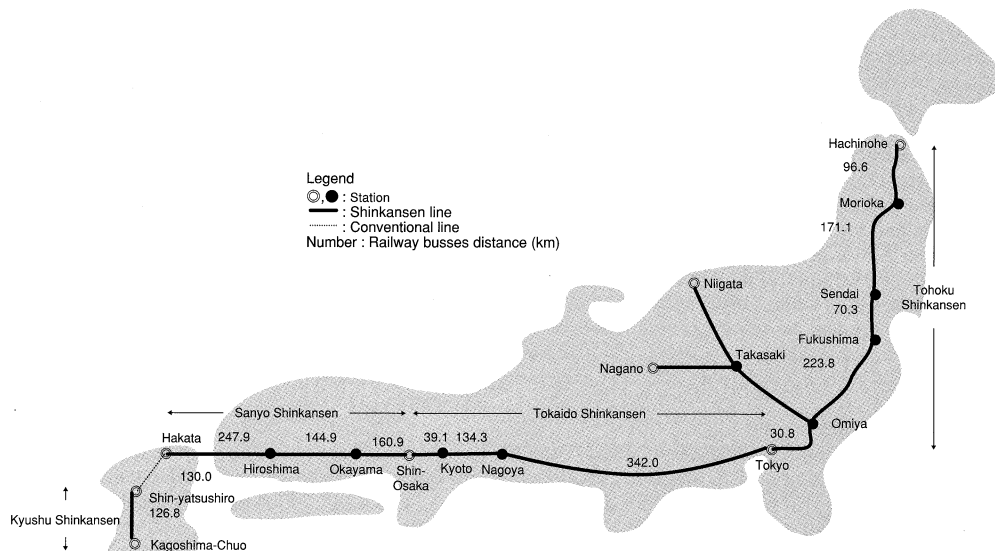 Hachinohe
96.6
Morioka
171.1
Legend
: Station
: Shinkansen line
: Conventional line
Number : Railway busses distance (km)
Niigata
Sendai
70.3
Tohoku
Shinkansen
Fukushima
Takasaki
Nagano
223.8
Sanyo Shinkansen
Tokaido Shinkansen
Omiya
30.8
Hakata
247.9
144.9
160.9
39.1
134.3
342.0
Hiroshima
Okayama
Shin-
Osaka
Kyoto
Nagoya
Tokyo
130.0
Shin-yatsushiro
126.8
Kyushu Shinkansen
Kagoshima-Chuo